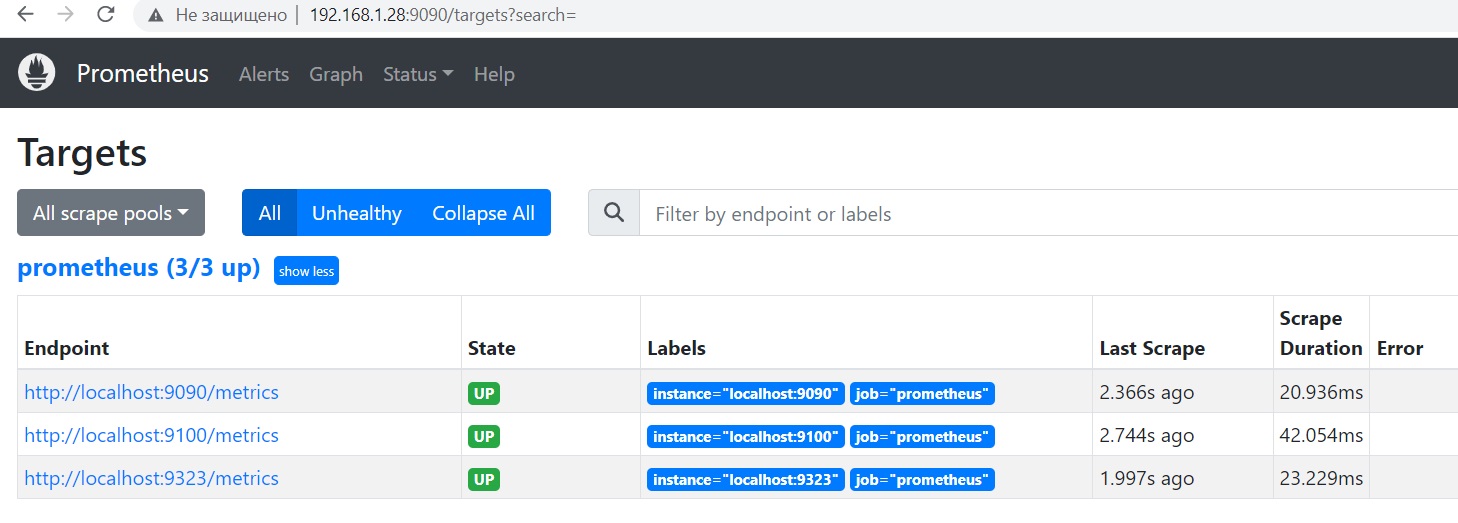 Не защищено | 192.168.1.28:9090/targets?search=
Prometheus Alerts Graph Status Help
Targets
All scrape pools All Unhealthy Collapse All Filter by endpoint or labels
prometheus (3/3 up) show less
Endpoint State Labels Last Scrape Scrape Duration Error
http://localhost:9090/metrics UP instance="localhost:9090" job="prometheus" 2.366s ago 20.936ms
http://localhost:9100/metrics UP instance="localhost:9100" job="prometheus" 2.744s ago 42.054ms
http://localhost:9323/metrics UP instance="localhost:9323" job="prometheus" 1.997s ago 23.229ms